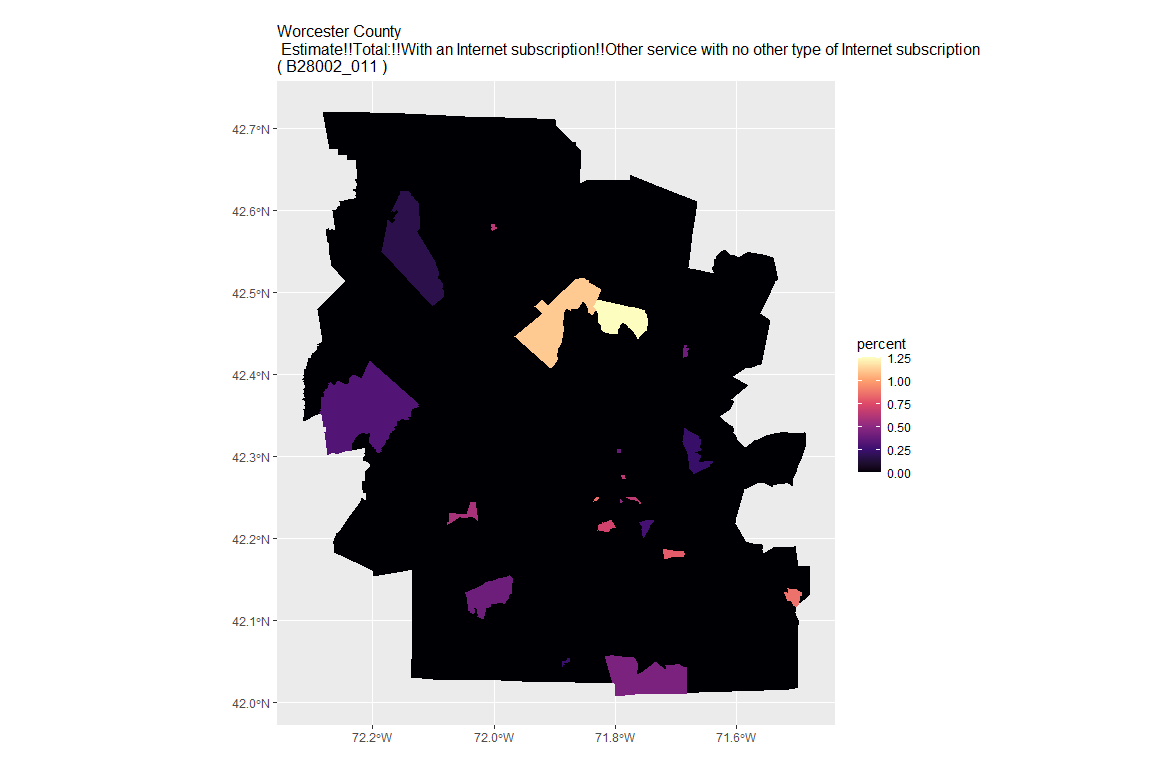 Worcester County
Estimate!!Total:!!With an Internet subscription!!Other service with no other type of Internet subscription
( B28002_011 )
42.7°N
42.6°N
42.5°N
42.4°N
42.3°N
42.2°N
42.1°N
42.0°N
72.2°W
72.0°W
71.8°W
71.6°W
percent
1.25
1.00
0.75
0.50
0.25
0.00